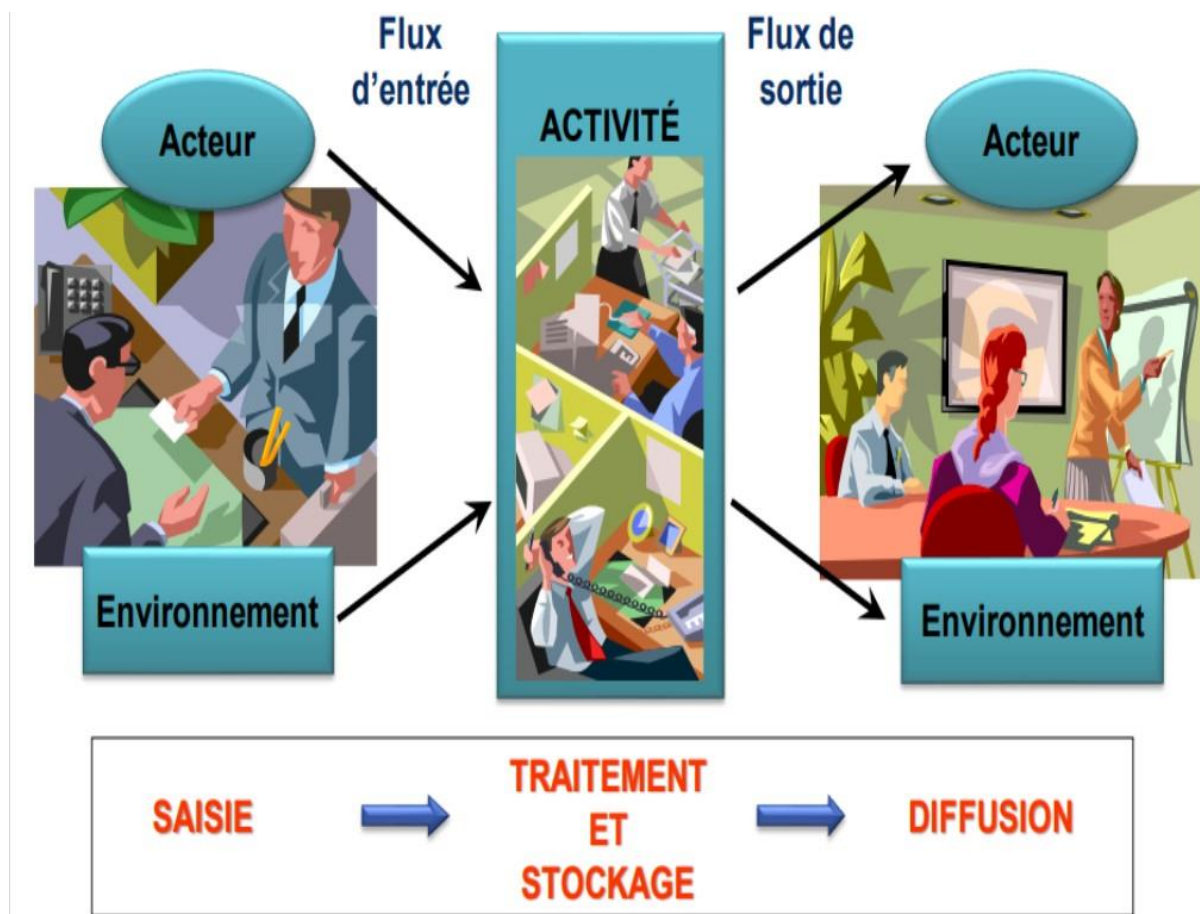 Flux
d'entrée
Flux de
sortie
Acteur
ACTIVITÉ
Acteur
Environnement
Environnement
SAISIE
TRAITEMENT
ET
STOCKAGE
DIFFUSION